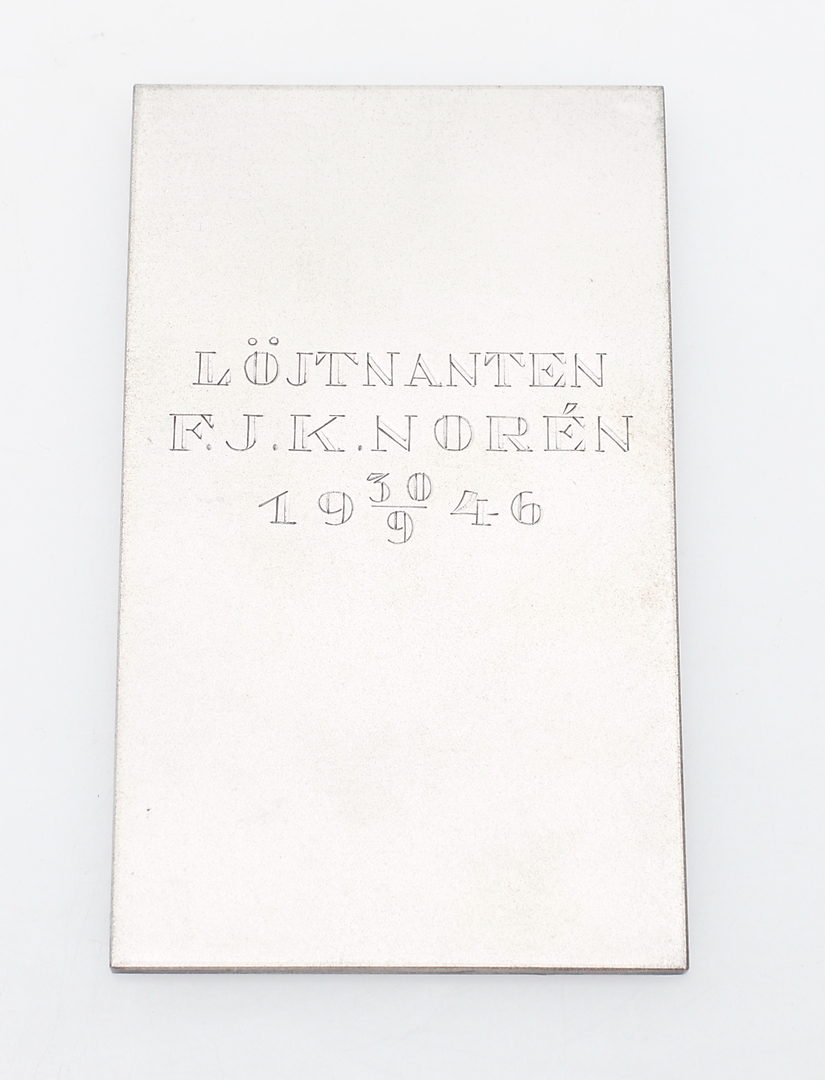 LÖJTNANTEN
F.J.K.NORÉN
19 30/9 46